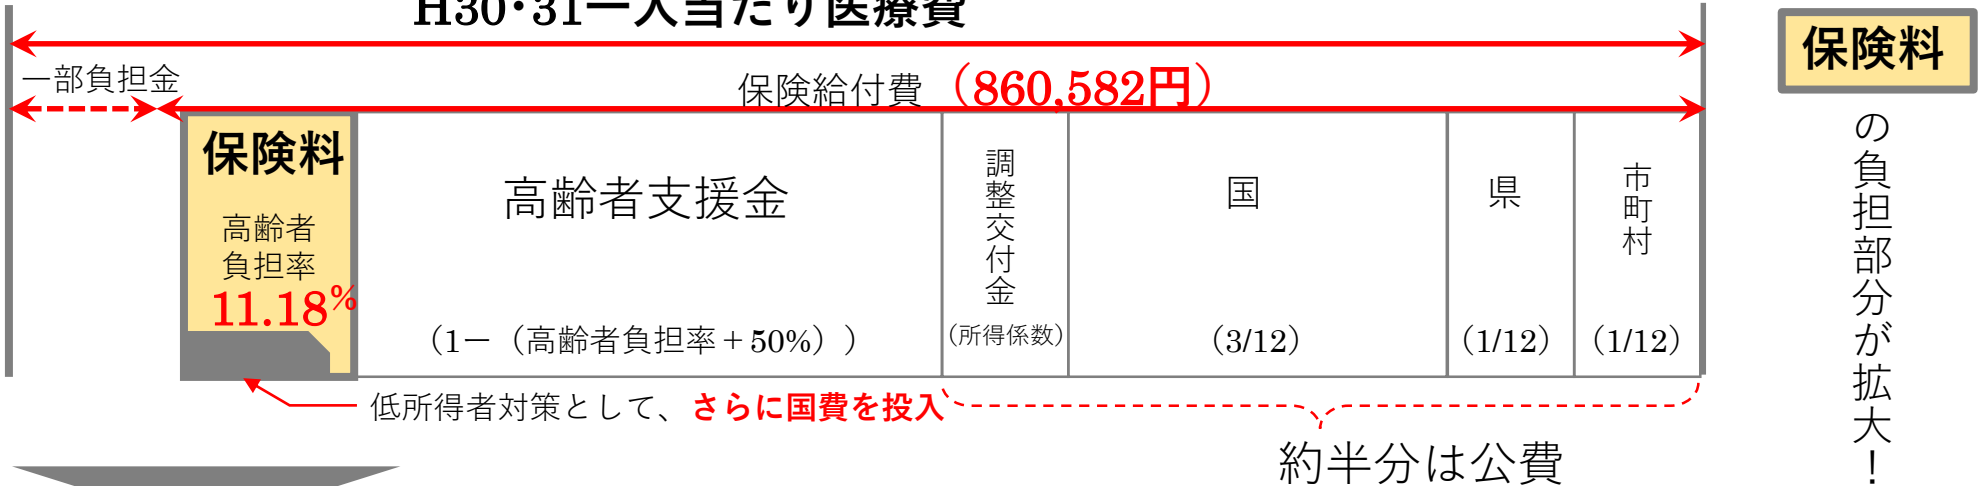 H30・31一人当たり医療費
一部負担金
保険給付費（860,582円）
保険料
高齢者
負担率
11.18%
高齢者支援金
（1－（高齢者負担率＋50%））
調整交付金
（所得係数）
国
（3/12）
県
（1/12）
市町村
（1/12）
低所得者対策として、さらに国費を投入
約半分は公費
保険料
の負担部分が拡大！